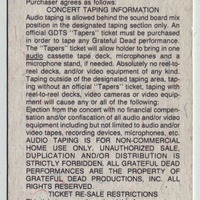 Purchaser agrees as follows:
CONCERT TAPING INFORMATION
Audio taping is allowed behind the sound board mix
position in the designated taping section only. An
official GDTS "Tapers" ticket must be purchased
in order to tape any Grateful Dead performance.
The "Tapers" ticket will allow holder to bring in one
audio cassette tape deck, microphones and a
microphone stand, if needed. Absolutely no reel-to-
reel decks, and/or video equipment of any kind.
Taping outside of the designated taping area, tap-
ing without an official "Tapers" ticket, taping with
reel-to-reel decks, video cameras or video equip-
ment will cause any or all of the following:
Ejection from the concert with no financial compen-
sation and/or confiscation of all audio and/or video
equipment including but not limited to audio and/or
video tapes, recording devices, microphones, etc.
AUDIO TAPING IS FOR NON-COMMERCIAL,
HOME USE ONLY. UNAUTHORIZED SALE,
DUPLICATION AND/OR DISTRIBUTION IS
STRICTLY FORBIDDEN. ALL GRATEFUL DEAD
PERFORMANCES ARE THE PROPERTY OF
GRATEFUL DEAD PRODUCTIONS, INC. ALL
RIGHTS RESERVED.
TICKET RE-SALE RESTRICTIONS